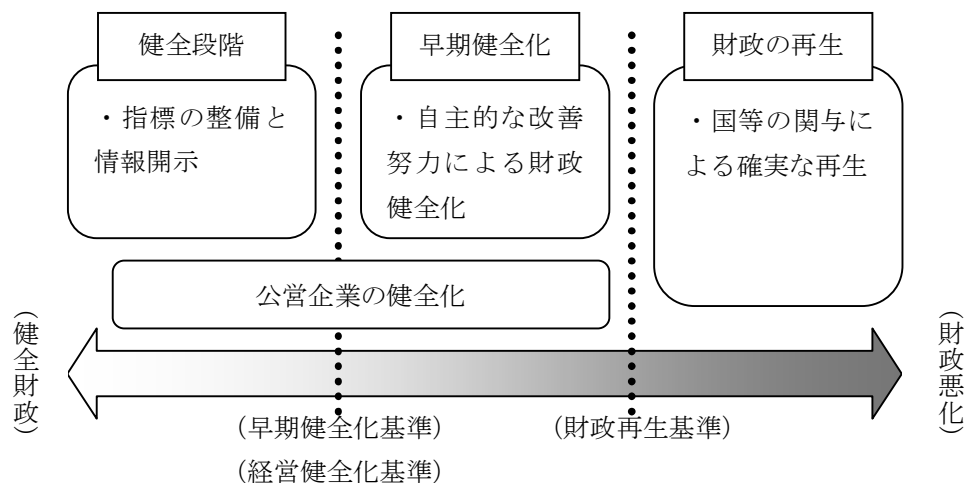 健全段階
・指標の整備と
情報開示
早期健全化
・自主的な改善
努力による財政
健全化
財政の再生
・国等の関与に
よる確実な再生
公営企業の健全化
(健全財政)
(財政悪化)
(早期健全化基準)
(財政再生基準)
(経営健全化基準)